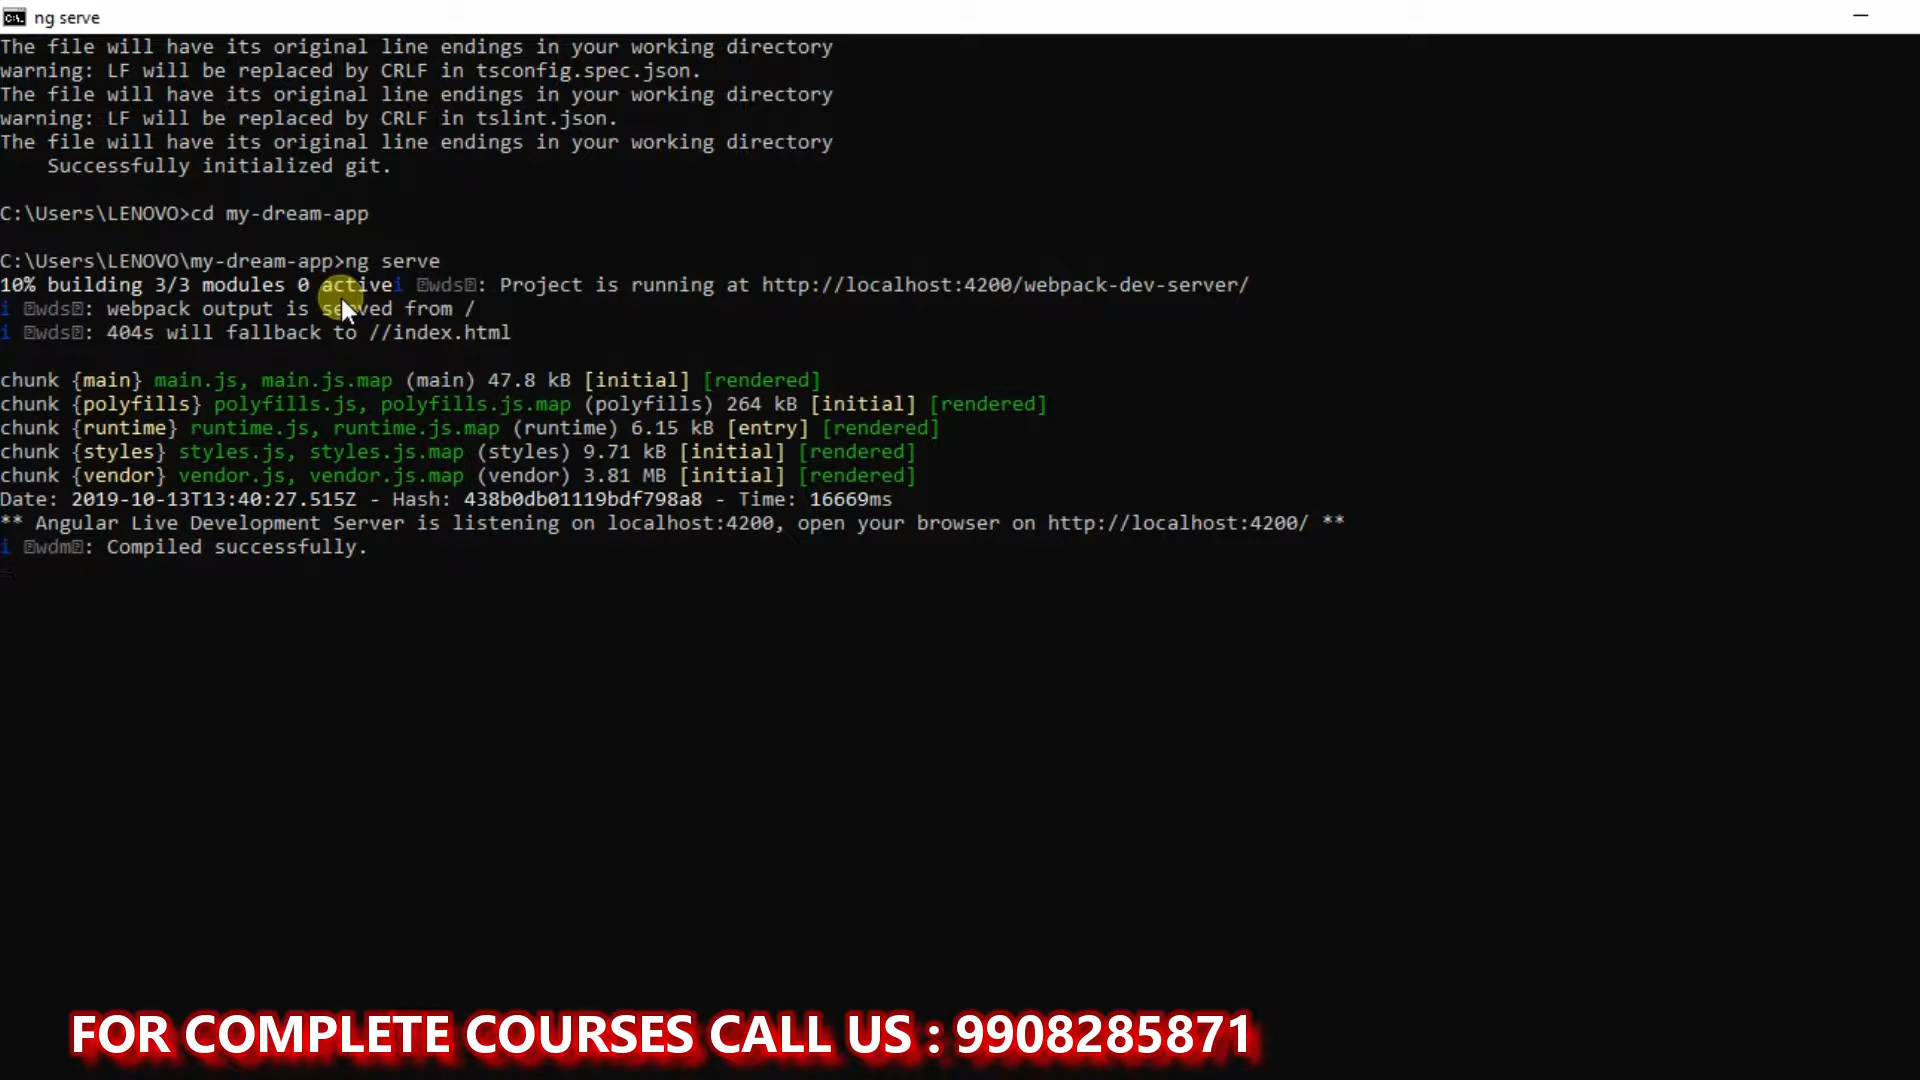 ng serve
The file will have its original line endings in your working directory
warning: LF will be replaced by CRLF in tsconfig.spec.json.
The file will have its original line endings in your working directory
warning: LF will be replaced by CRLF in tslint.json.
The file will have its original line endings in your working directory
    Successfully initialized git.
C:\Users\LENOVO>cd my-dream-app
C:\Users\LENOVO\my-dream-app>ng serve
10% building 3/3 modules 0 activei ⍰wds⍰: Project is running at http://localhost:4200/webpack-dev-server/
i ⍰wds⍰: webpack output is served from /
i ⍰wds⍰: 404s will fallback to //index.html
chunk {main} main.js, main.js.map (main) 47.8 kB [initial] [rendered]
chunk {polyfills} polyfills.js, polyfills.js.map (polyfills) 264 kB [initial] [rendered]
chunk {runtime} runtime.js, runtime.js.map (runtime) 6.15 kB [entry] [rendered]
chunk {styles} styles.js, styles.js.map (styles) 9.71 kB [initial] [rendered]
chunk {vendor} vendor.js, vendor.js.map (vendor) 3.81 MB [initial] [rendered]
Date: 2019-10-13T13:40:27.515Z - Hash: 438b0db01119bdf798a8 - Time: 16669ms
** Angular Live Development Server is listening on localhost:4200, open your browser on http://localhost:4200/ **
i ⍰wdm⍰: Compiled successfully.
FOR COMPLETE COURSES CALL US : 9908285871